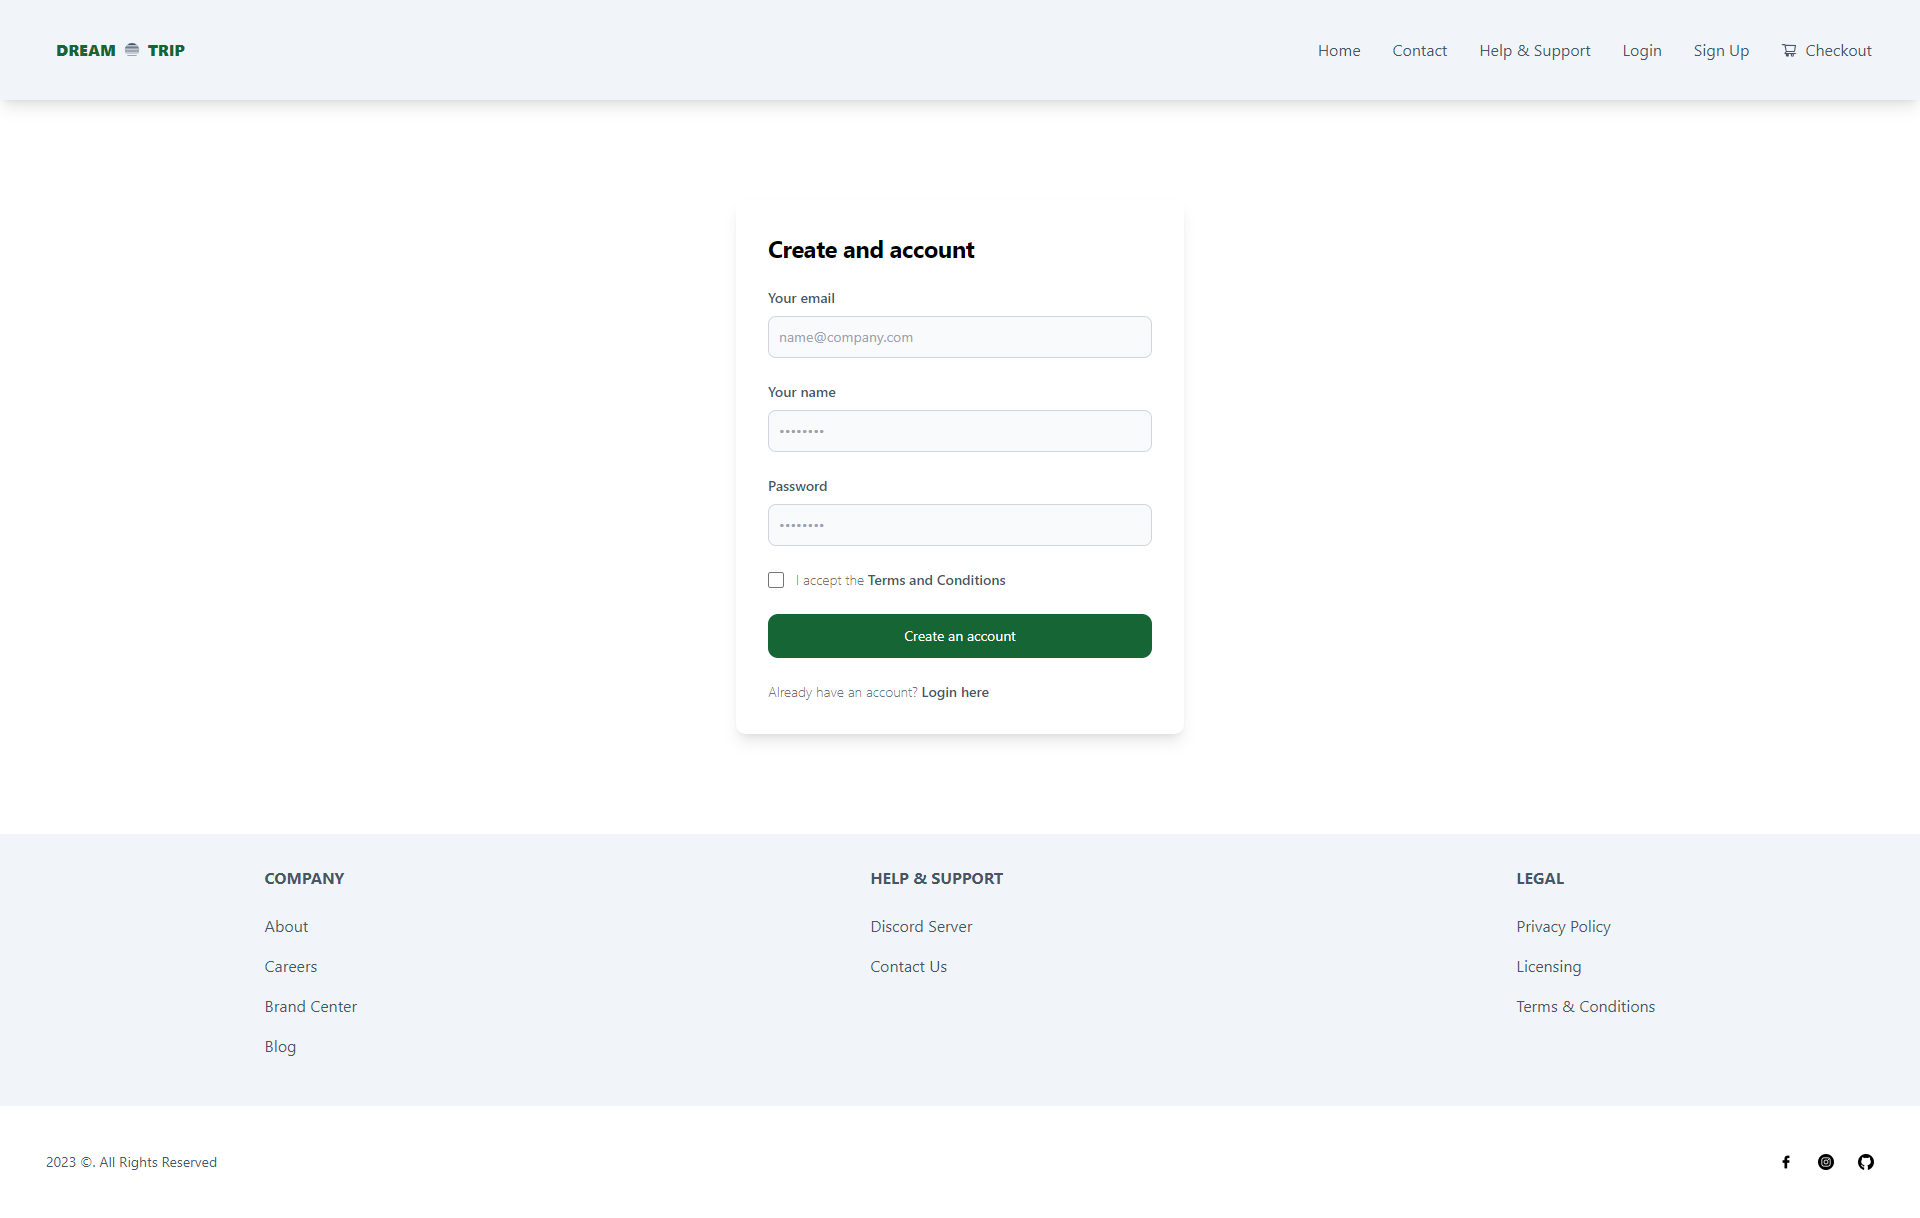 DREAM TRIP
Home Contact Help & Support Login Sign Up Checkout
Create and account
Your email
name@company.com
Your name
••••••••
Password
••••••••
I accept the Terms and Conditions
Create an account
Already have an account? Login here
COMPANY
About
Careers
Brand Center
Blog
HELP & SUPPORT
Discord Server
Contact Us
LEGAL
Privacy Policy
Licensing
Terms & Conditions
2023 ©. All Rights Reserved